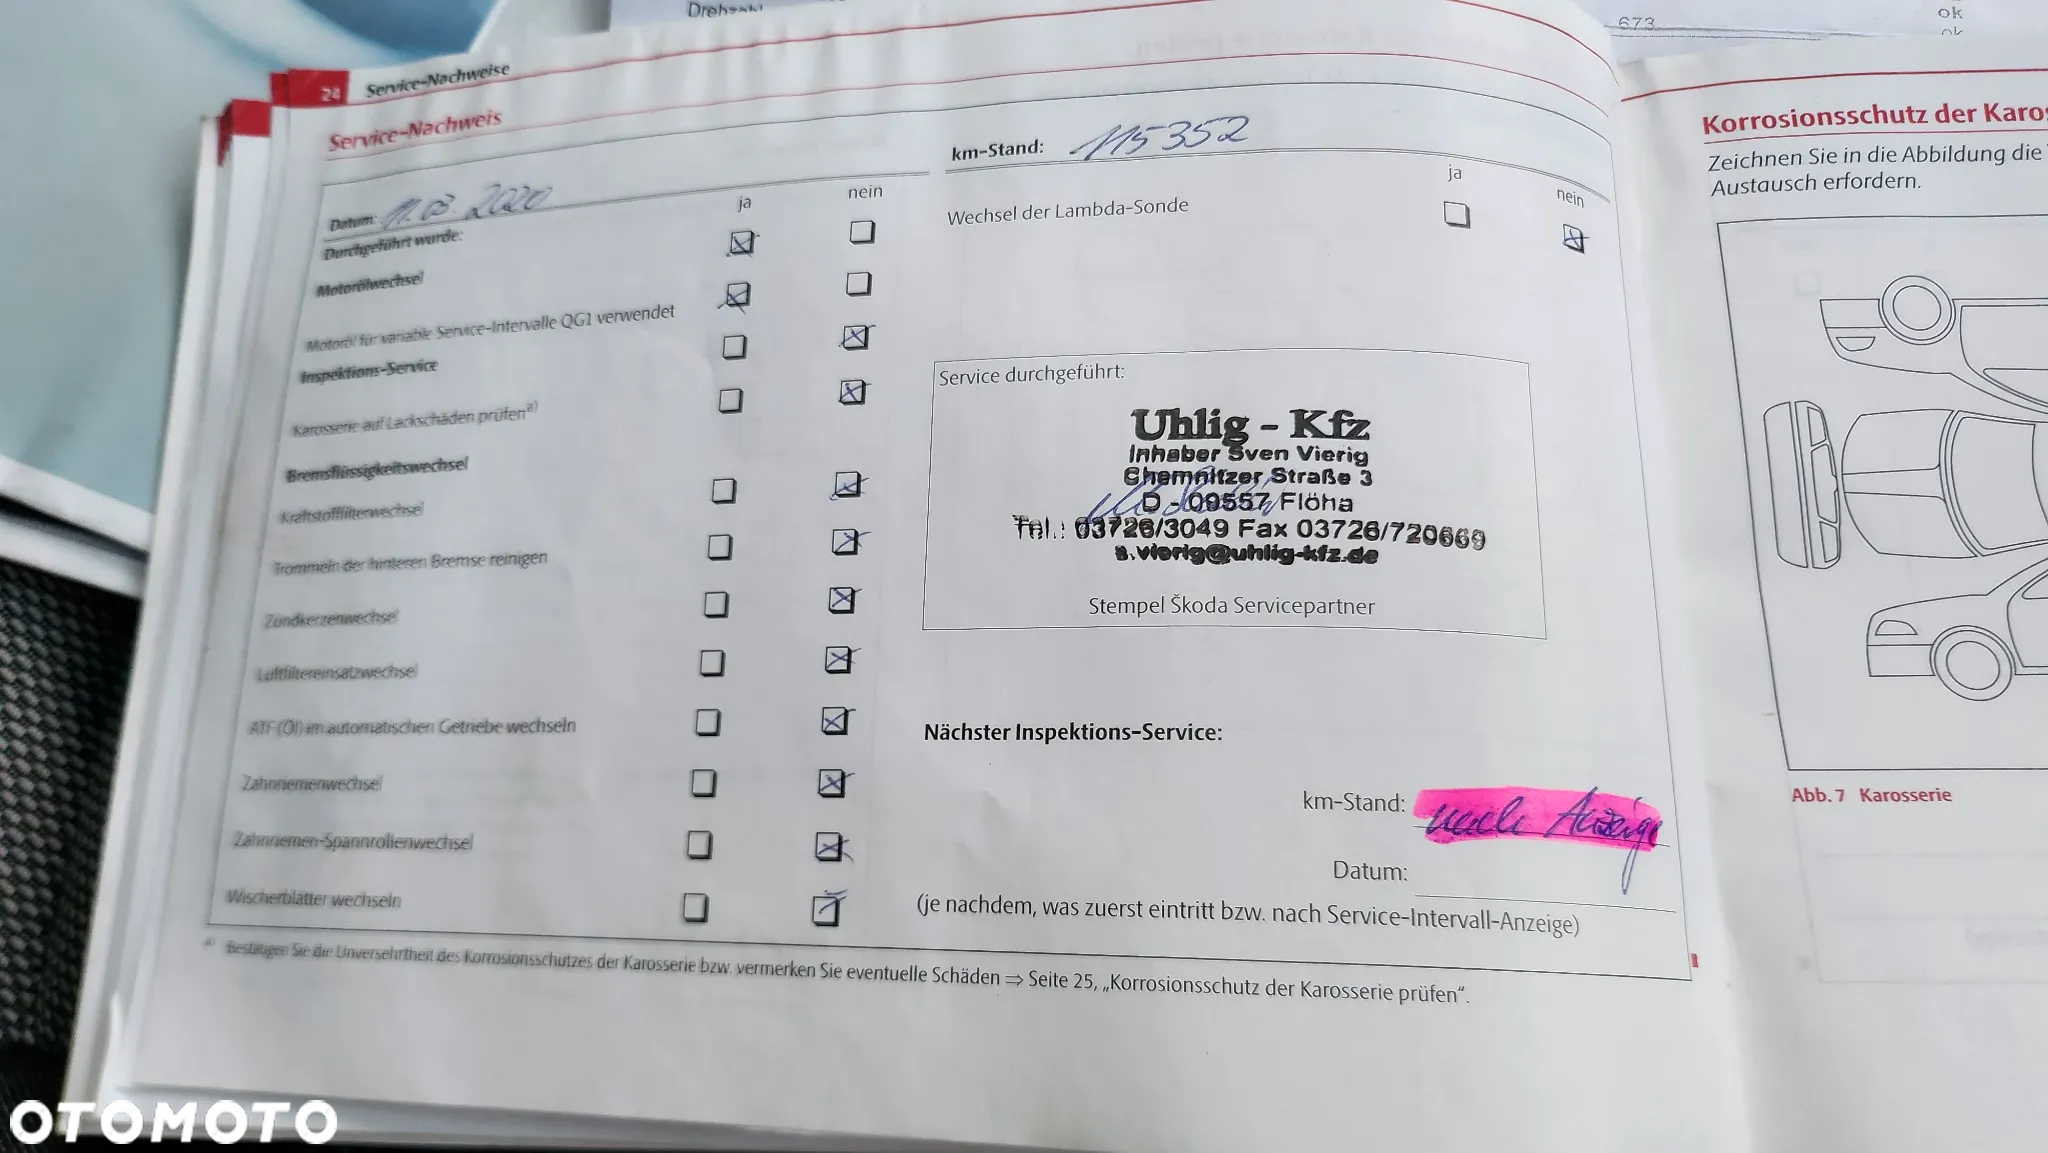 Drehzahl
673
ok
ok
24 Service-Nachweise
Service-Nachweis
Datum: 11.03.2020
km-Stand: 115352
ja nein
Durchgeführt wurde:
Motorölwechsel
Motoröl für variable Service-Intervalle QG1 verwendet
Inspektions-Service
Karosserie auf Lackschäden prüfen a)
Bremsflüssigkeitswechsel
Kraftstofffilterwechsel
Trommeln der hinteren Bremse reinigen
Zündkerzenwechsel
Luftfiltereinsatzwechsel
ATF (Öl) im automatischen Getriebe wechseln
Zahnriemenwechsel
Zahnriemen-Spannrollenwechsel
Wischerblätter wechseln
ja nein
Wechsel der Lambda-Sonde
Service durchgeführt:
Uhlig - Kfz
Inhaber Sven Vierig
Chemnitzer Straße 3
D - 09557 Flöha
Tel.: 03726/3049 Fax 03726/720669
s.vierig@uhlig-kfz.de
Stempel Škoda Servicepartner
Nächster Inspektions-Service:
km-Stand: nach Anzeige
Datum:
(je nachdem, was zuerst eintritt bzw. nach Service-Intervall-Anzeige)
a) Bestätigen Sie die Unversehrtheit des Korrosionsschutzes der Karosserie bzw. vermerken Sie eventuelle Schäden ⇒ Seite 25, „Korrosionsschutz der Karosserie prüfen“.
Korrosionsschutz der Karos
Zeichnen Sie in die Abbildung die
Austausch erfordern.
Abb. 7 Karosserie
OTOMOTO